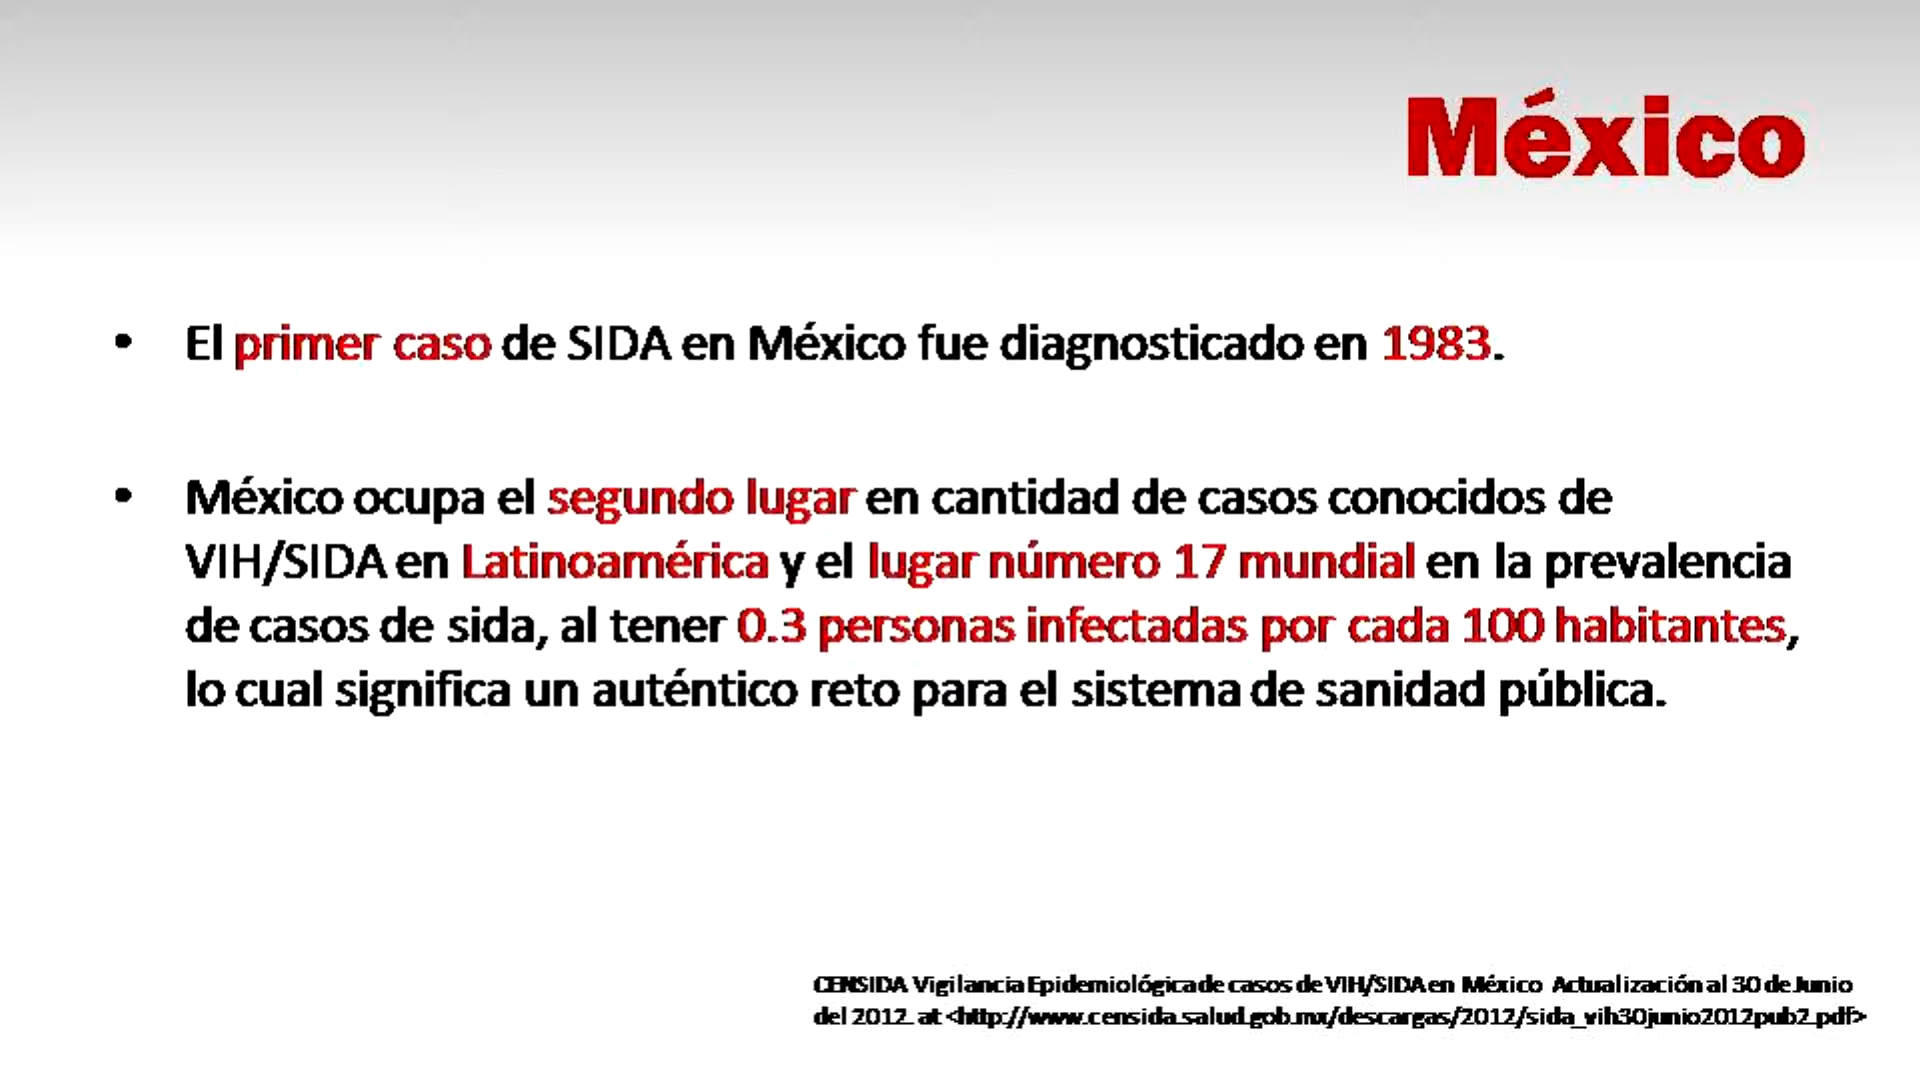 México
• El primer caso de SIDA en México fue diagnosticado en 1983.
• México ocupa el segundo lugar en cantidad de casos conocidos de
VIH/SIDA en Latinoamérica y el lugar número 17 mundial en la prevalencia
de casos de sida, al tener 0.3 personas infectadas por cada 100 habitantes,
lo cual significa un auténtico reto para el sistema de sanidad pública.
CENSIDA Vigilancia Epidemiológica de casos de VIH/SIDA en México Actualización al 30 de Junio
del 2012. at <http://www.censida.salud.gob.mx/descargas/2012/sida_vih30junio2012pub2.pdf>